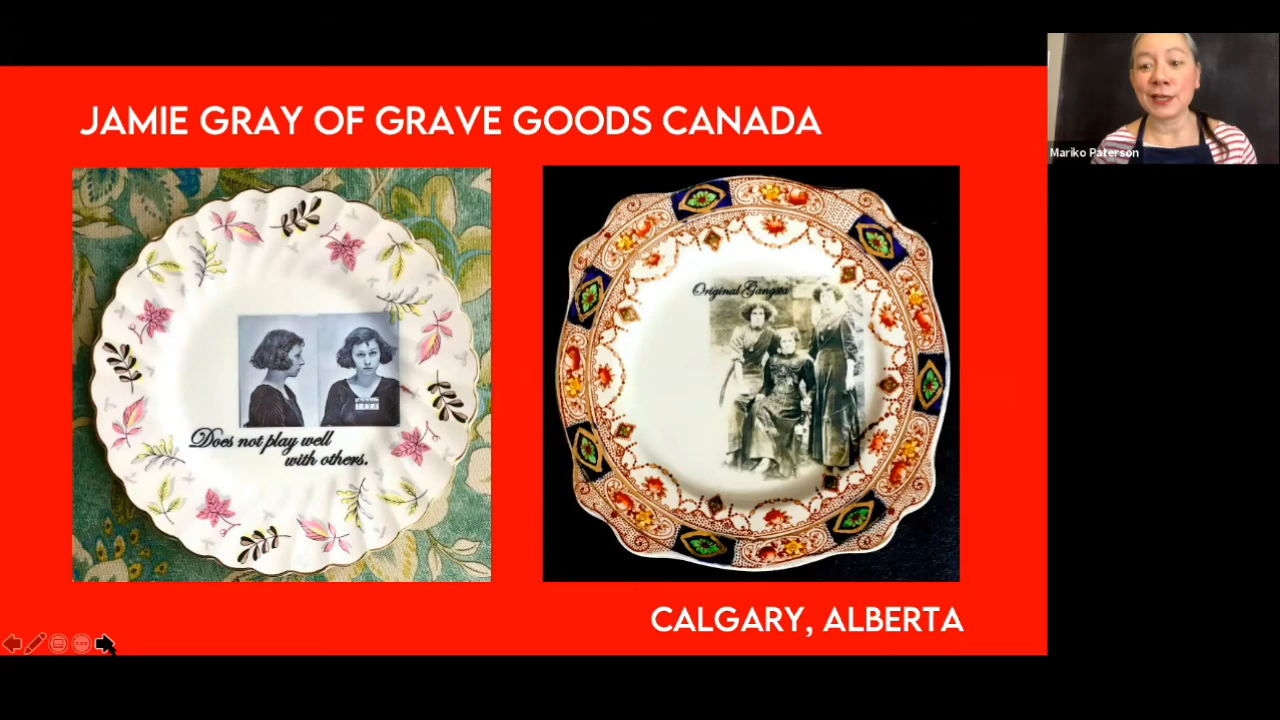 JAMIE GRAY OF GRAVE GOODS CANADA
Mariko Paterson
Original Gangsta
Does not play well
with others.
CALGARY, ALBERTA